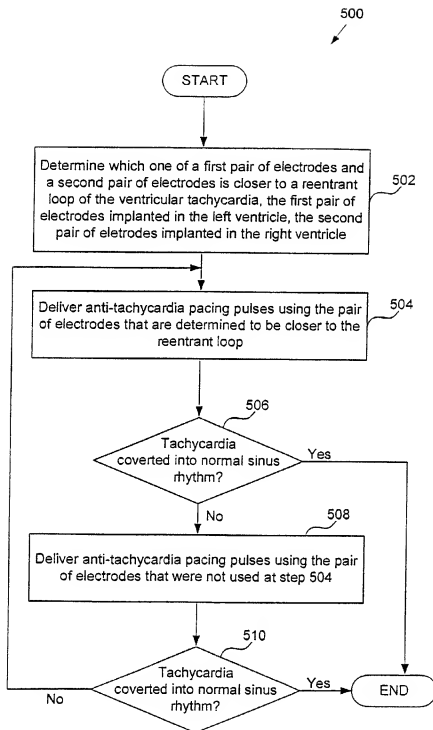 500
START
Determine which one of a first pair of electrodes and
a second pair of electrodes is closer to a reentrant
loop of the ventricular tachycardia, the first pair of
electrodes implanted in the left ventricle, the second
pair of eletrodes implanted in the right ventricle
502
Deliver anti-tachycardia pacing pulses using the pair
of electrodes that are determined to be closer to the
reentrant loop
504
506
Tachycardia
coverted into normal sinus
rhythm?
Yes
No
508
Deliver anti-tachycardia pacing pulses using the pair
of electrodes that were not used at step 504
510
Tachycardia
coverted into normal sinus
rhythm?
No
Yes
END